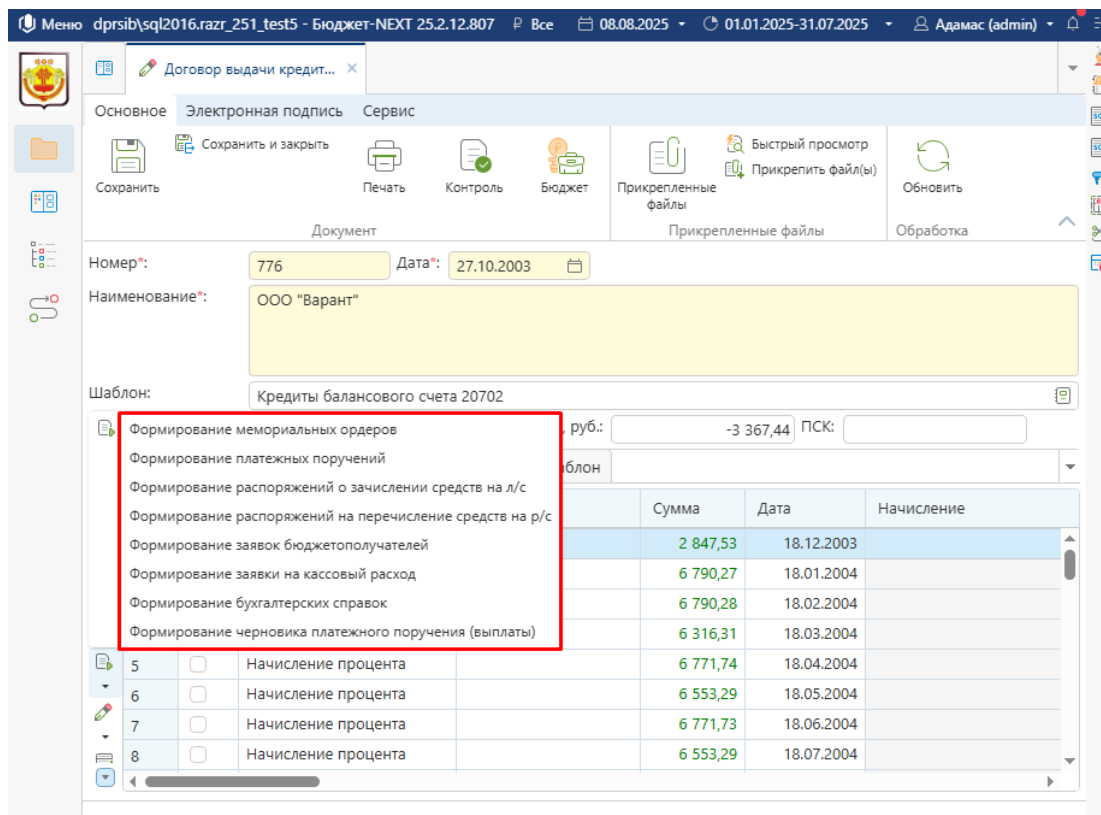 Меню dprsib\sql2016.razr_251_test5 - Бюджет-NEXT 25.2.12.807 ₽ Все 08.08.2025 01.01.2025-31.07.2025 Адамас (admin)
Договор выдачи кредит... ×
Основное Электронная подпись Сервис
Сохранить Сохранить и закрыть Печать Контроль Бюджет Прикрепленные файлы Быстрый просмотр Прикрепить файл(ы) Обновить
Документ Прикрепленные файлы Обработка
Номер*: 776 Дата*: 27.10.2003
Наименование*: ООО "Варант"
Шаблон: Кредиты балансового счета 20702
, руб.: -3 367,44 ПСК:
Формирование мемориальных ордеров
Формирование платежных поручений
Формирование распоряжений о зачислении средств на л/с
Формирование распоряжений на перечисление средств на р/с
Формирование заявок бюджетополучателей
Формирование заявки на кассовый расход
Формирование бухгалтерских справок
Формирование черновика платежного поручения (выплаты)
блон
Сумма Дата Начисление
2 847,53 18.12.2003
6 790,27 18.01.2004
6 790,28 18.02.2004
6 316,31 18.03.2004
5 Начисление процента 6 771,74 18.04.2004
6 Начисление процента 6 553,29 18.05.2004
7 Начисление процента 6 771,73 18.06.2004
8 Начисление процента 6 553,29 18.07.2004